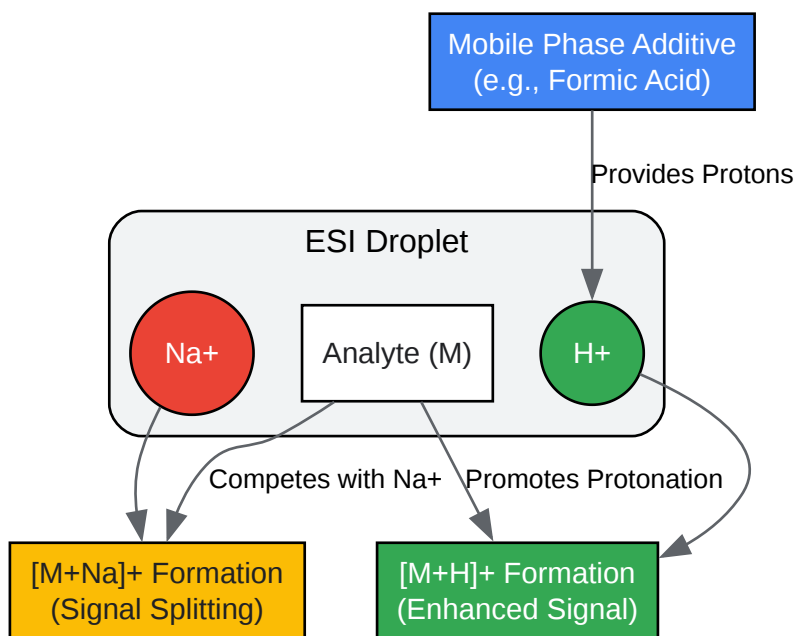 Mobile Phase Additive
(e.g., Formic Acid)
Provides Protons
ESI Droplet
Na+
Analyte (M)
H+
Competes with Na+
Promotes Protonation
[M+Na]+ Formation
(Signal Splitting)
[M+H]+ Formation
(Enhanced Signal)